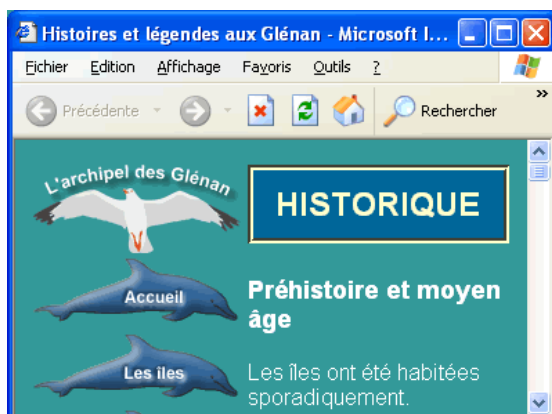 Histoires et légendes aux Glénan - Microsoft I...
Fichier Edition Affichage Favoris Outils ?
Précédente Rechercher »
L'archipel des Glénan
HISTORIQUE
Accueil
Préhistoire et moyen
âge
Les iles
Les îles ont été habitées
sporadiquement.